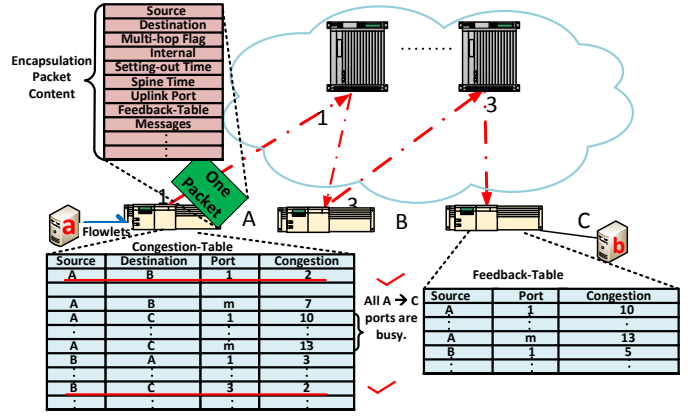 Source
Destination
Multi-hop Flag
Internal
Setting-out Time
Spine Time
Uplink Port
Feedback-Table
Messages
Encapsulation
Packet
Content
1
3
1
One
Packet
3
A
B
C
a
Flowlets
b
Congestion-Table
Source Destination Port Congestion
A B 1 2
A B m 7
A C 1 10
A C m 13
B A 1 3
B C 3 2
All A → C
ports are
busy.
Feedback-Table
Source Port Congestion
A 1 10
A m 13
B 1 5